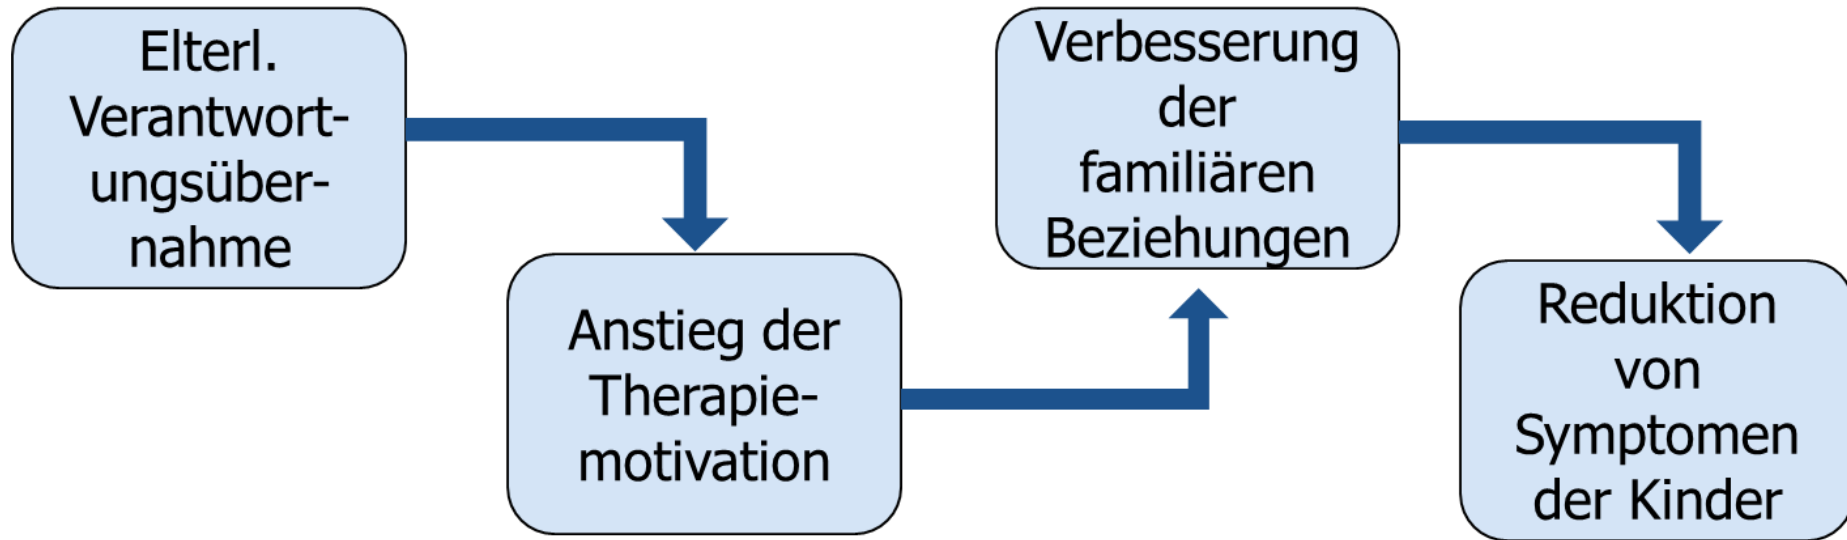 Elterl.
Verantwort-
ungsüber-
nahme
Anstieg der
Therapie-
motivation
Verbesserung
der
familiären
Beziehungen
Reduktion
von
Symptomen
der Kinder